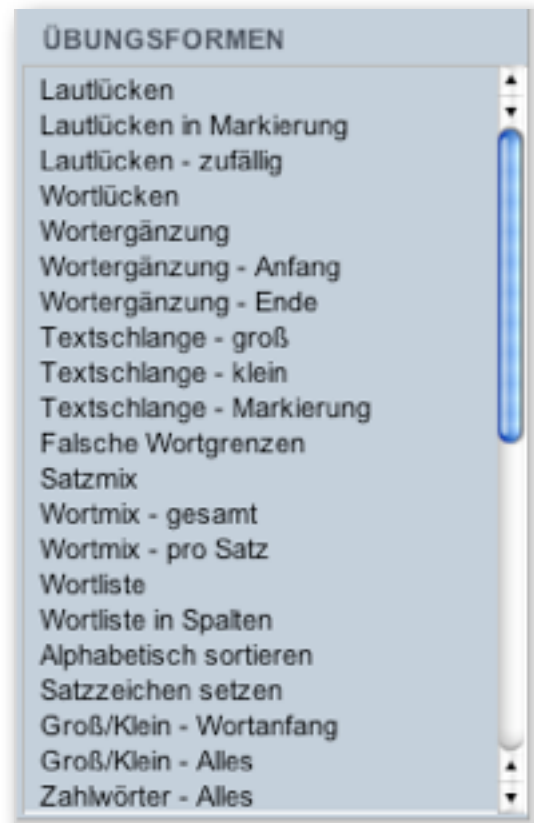 ÜBUNGSFORMEN
Lautlücken
Lautlücken in Markierung
Lautlücken - zufällig
Wortlücken
Wortergänzung
Wortergänzung - Anfang
Wortergänzung - Ende
Textschlange - groß
Textschlange - klein
Textschlange - Markierung
Falsche Wortgrenzen
Satzmix
Wortmix - gesamt
Wortmix - pro Satz
Wortliste
Wortliste in Spalten
Alphabetisch sortieren
Satzzeichen setzen
Groß/Klein - Wortanfang
Groß/Klein - Alles
Zahlwörter - Alles